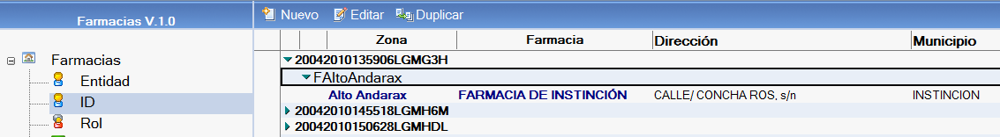 Farmacias V.1.0
Farmacias
Entidad
ID
Rol
Nuevo Editar Duplicar
Zona Farmacia Dirección Municipio
20042010135906LGMG3H
FAltoAndarax
Alto Andarax FARMACIA DE INSTINCIÓN CALLE/ CONCHA ROS, s/n INSTINCION
20042010145518LGMH6M
20042010150628LGMHDL